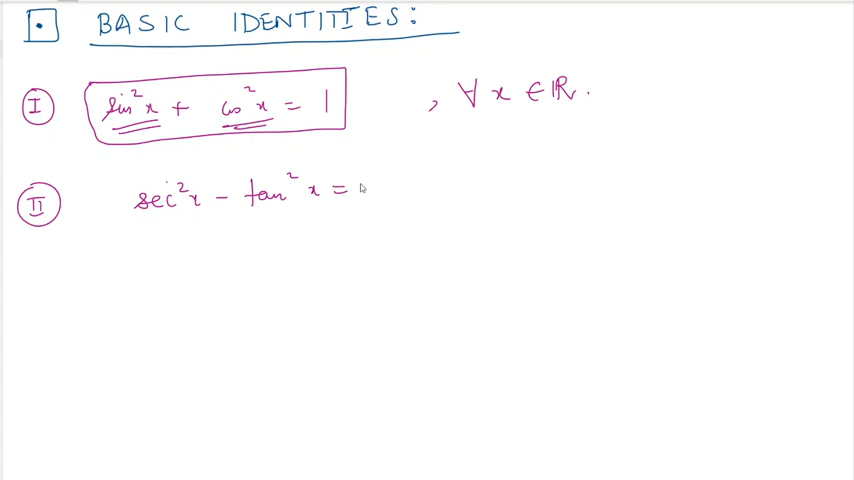 BASIC IDENTITIES:
I sin²x + cos²x = 1 , ∀ x ∈ ℝ.
II sec²x - tan²x =